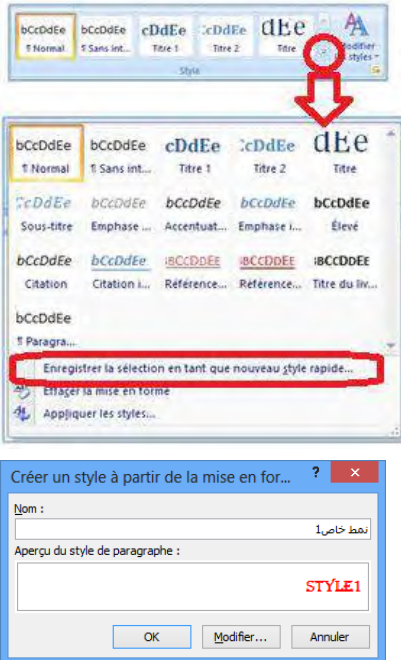 bCcDdEe bCcDdEe cDdEe cDdEe dEe AA
¶ Normal ¶ Sans int... Titre 1 Titre 2 Titre Modifier
les styles
Style
bCcDdEe bCcDdEe cDdEe cDdEe dEe
¶ Normal ¶ Sans int... Titre 1 Titre 2 Titre
cDdEe bCcDdEe bCcDdEe bCcDdEe bCcDdEe
Sous-titre Emphase ... Accentuat... Emphase i... Élevé
bCcDdEe bCcDdEe BCCDDEE BCCDDEE BCCDDEE
Citation Citation i... Référence... Référence... Titre du liv...
bCcDdEe
¶ Paragra...
Enregistrer la sélection en tant que nouveau style rapide...
Effacer la mise en forme
Appliquer les styles...
Créer un style à partir de la mise en for... ? ×
Nom :
نمط خاص1
Aperçu du style de paragraphe :
STYLE1
OK Modifier... Annuler